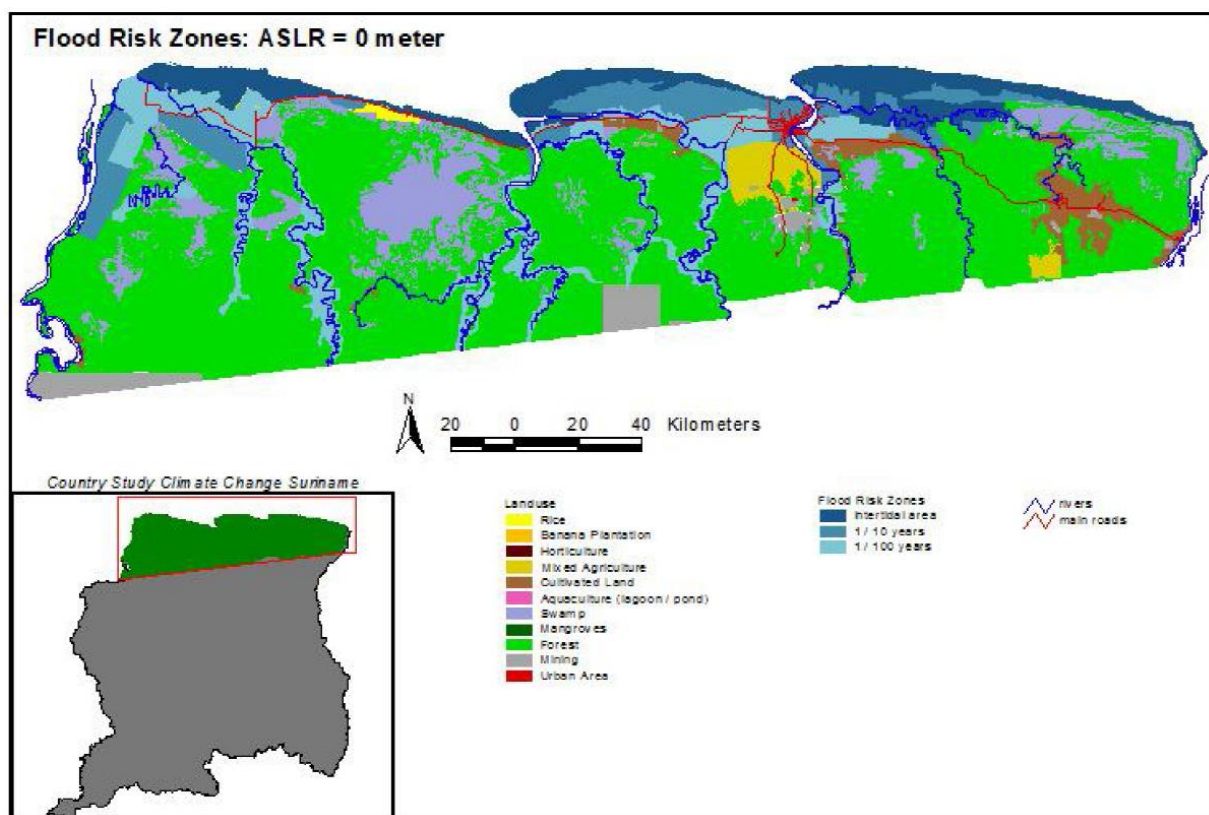 Flood Risk Zones: ASLR = 0 meter
N
20 0 20 40 Kilometers
Country Study Climate Change Suriname
Landuse
Rice
Banana Plantation
Horticulture
Mixed Agriculture
Cultivated Land
Aquaculture (lagoon / pond)
Swamp
Mangroves
Forest
Mining
Urban Area
Flood Risk Zones
Intertidal area
1 / 10 years
1 / 100 years
rivers
main roads